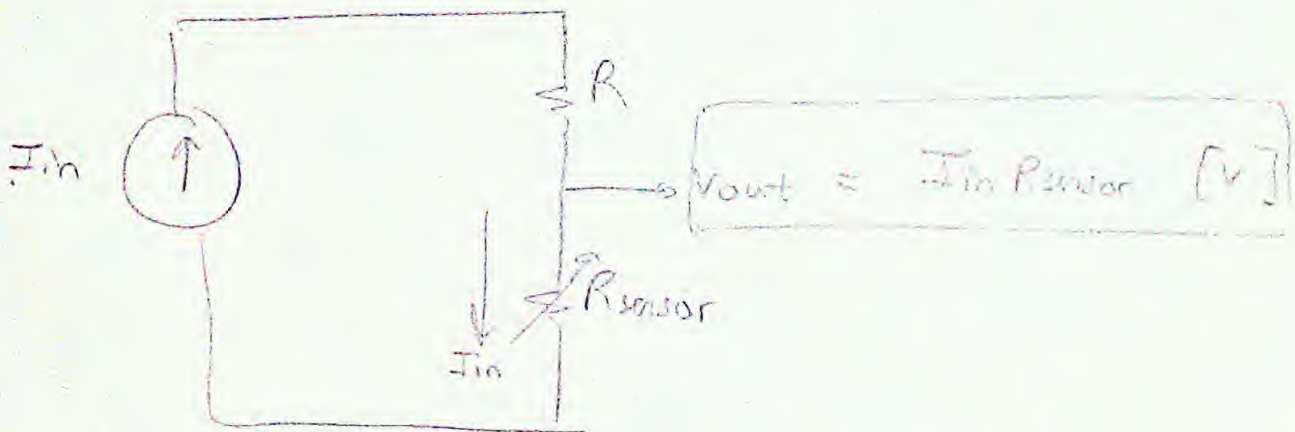 R
Iin
Vout = Iin Rsensor [V]
Rsensor
Iin